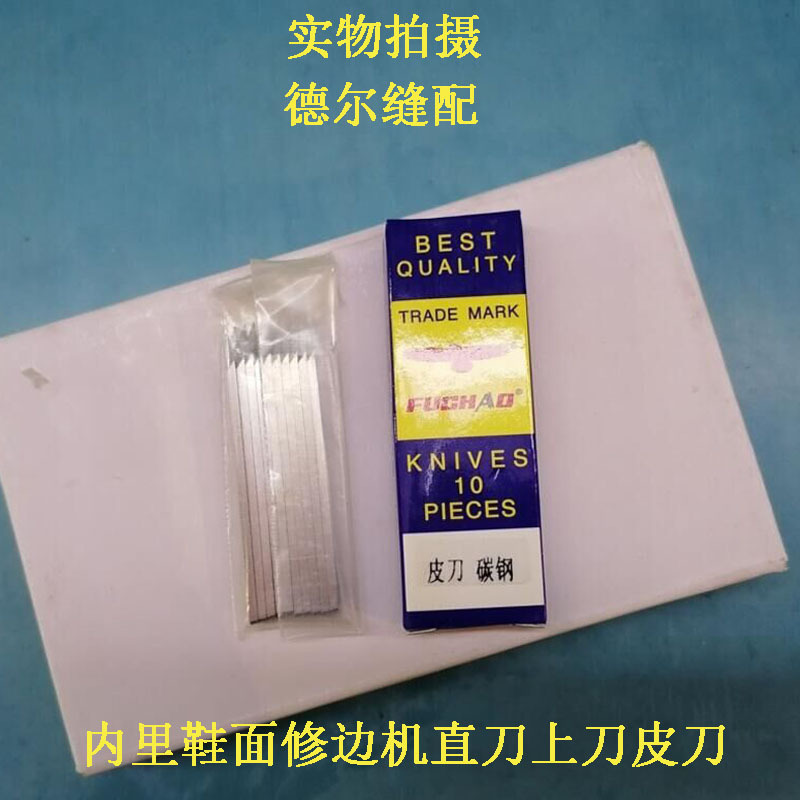 实物拍摄
德尔缝配
BEST
QUALITY
TRADE MARK
FUCHAO®
KNIVES
10
PIECES
皮刀 碳钢
内里鞋面修边机直刀上刀皮刀